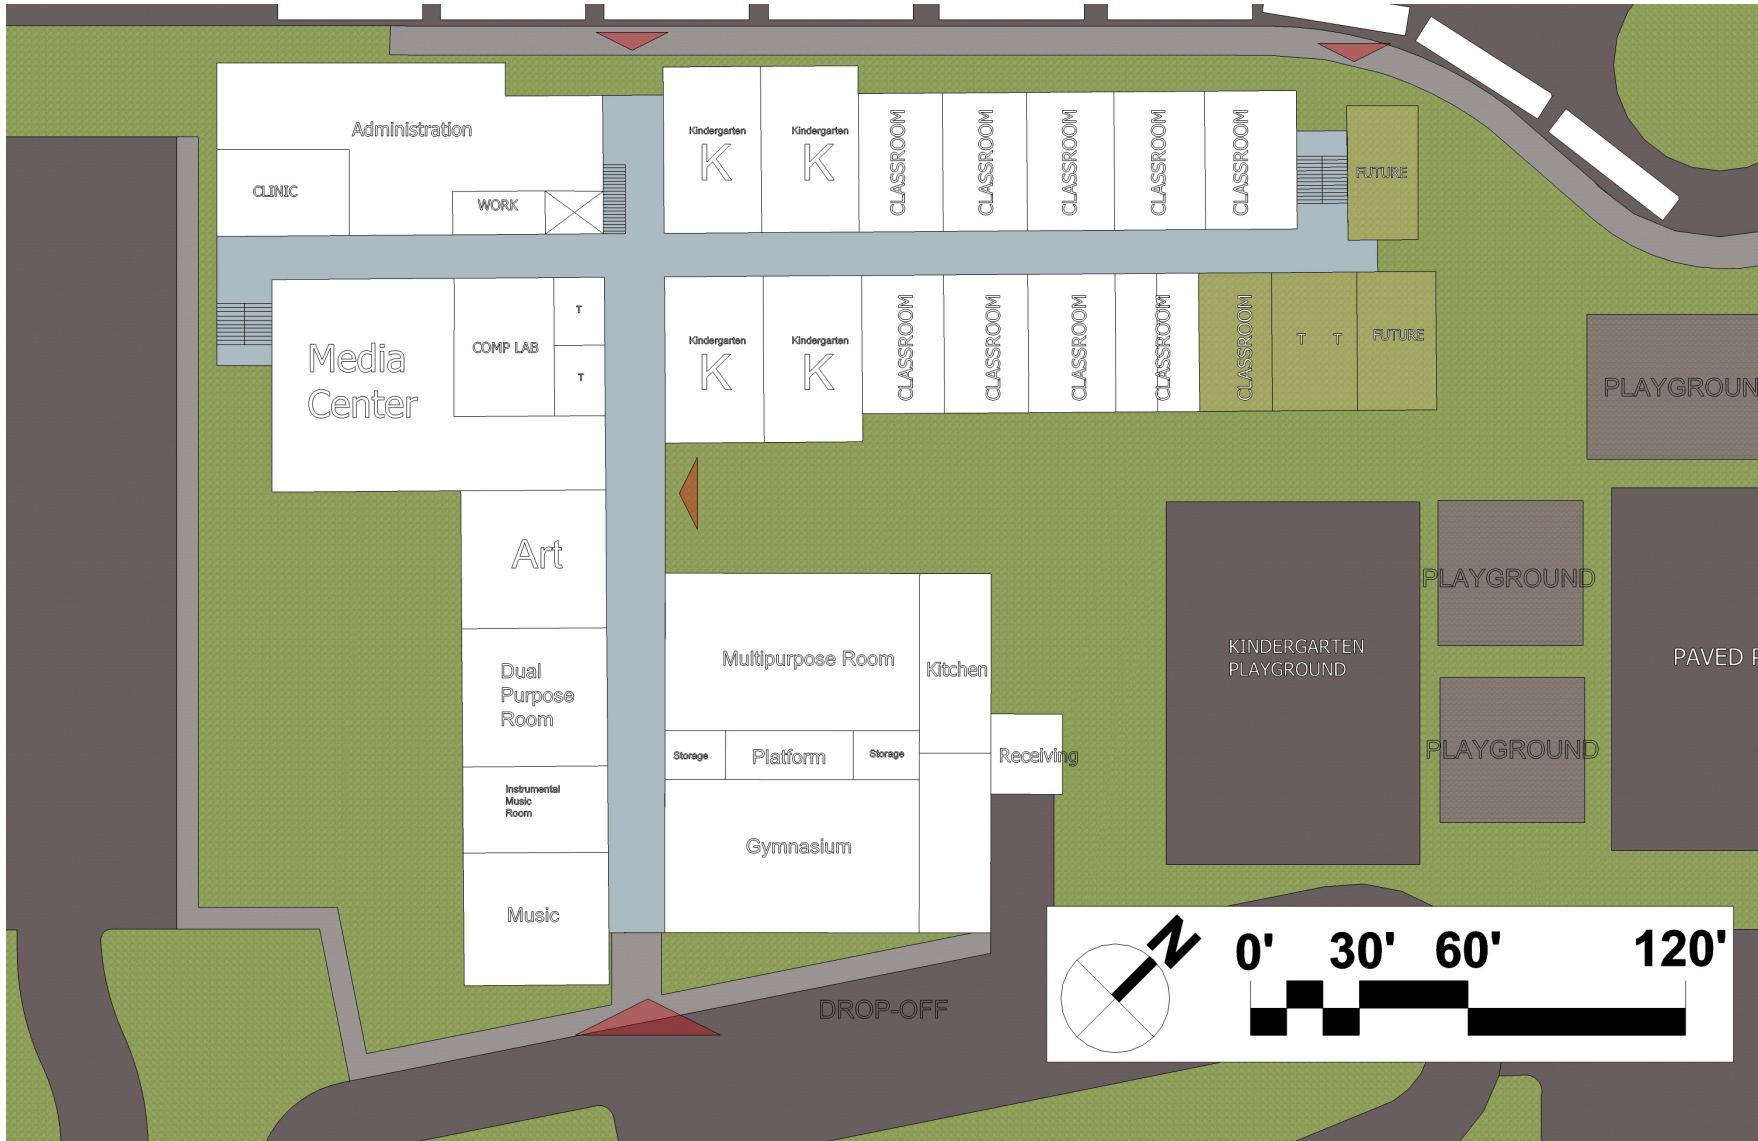 Administration
CLINIC
WORK
Kindergarten
K
Kindergarten
K
CLASSROOM
CLASSROOM
CLASSROOM
CLASSROOM
CLASSROOM
FUTURE
Media
Center
COMP LAB
T
T
Kindergarten
K
Kindergarten
K
CLASSROOM
CLASSROOM
CLASSROOM
CLASSROOM
CLASSROOM
T T
FUTURE
PLAYGROUN
Art
Dual
Purpose
Room
Instrumental
Music
Room
Music
Multipurpose Room
Kitchen
Storage
Platform
Storage
Receiving
Gymnasium
KINDERGARTEN
PLAYGROUND
PLAYGROUND
PLAYGROUND
PAVED P
DROP-OFF
N
0' 30' 60' 120'